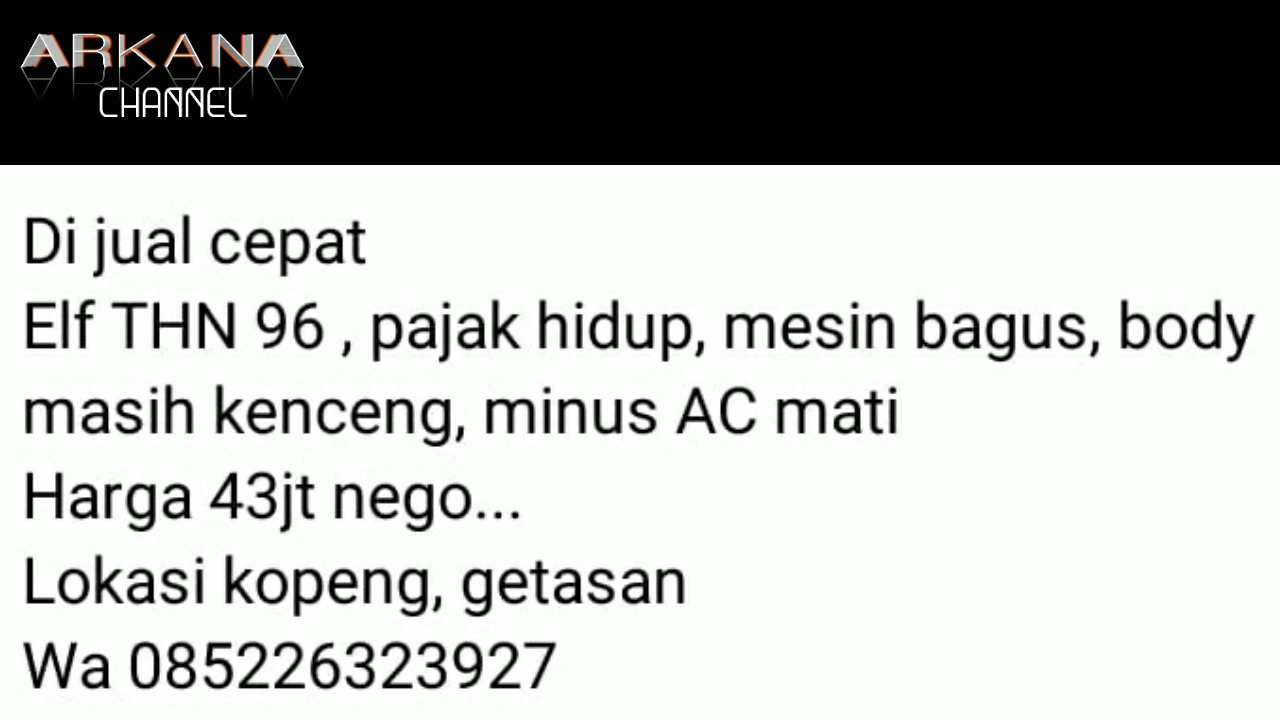 ARKANA
CHANNEL
Di jual cepat
Elf THN 96 , pajak hidup, mesin bagus, body
masih kenceng, minus AC mati
Harga 43jt nego...
Lokasi kopeng, getasan
Wa 085226323927